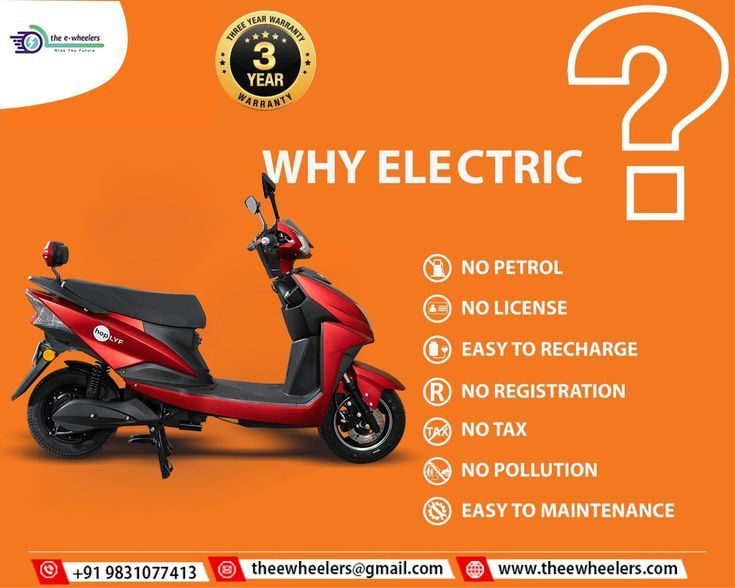 the e-wheelers
Ride The Future
THREE YEAR WARRANTY
3
YEAR
WARRANTY
?
WHY ELECTRIC
NO PETROL
NO LICENSE
EASY TO RECHARGE
R NO REGISTRATION
TAX NO TAX
NO POLLUTION
EASY TO MAINTENANCE
hop LYF
+91 9831077413 theewheelers@gmail.com www.theewheelers.com